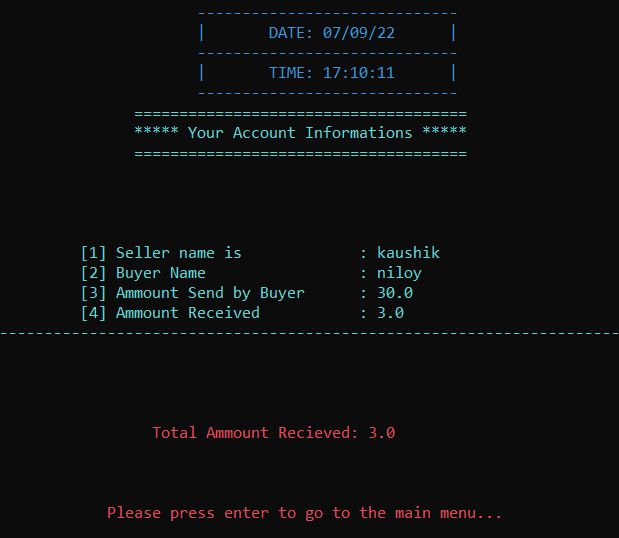 -----------------------------
| DATE: 07/09/22 |
-----------------------------
| TIME: 17:10:11 |
-----------------------------
=====================================
***** Your Account Informations *****
=====================================
[1] Seller name is : kaushik
[2] Buyer Name : niloy
[3] Ammount Send by Buyer : 30.0
[4] Ammount Received : 3.0
---------------------------------------------------------------------
Total Ammount Recieved: 3.0
Please press enter to go to the main menu...